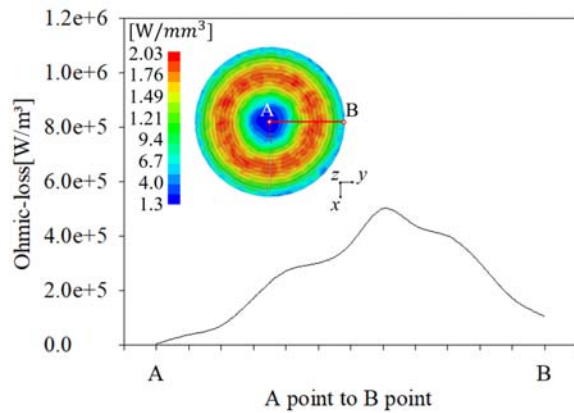 [W/mm³]
2.03
1.76
1.49
1.21
9.4
6.7
4.0
1.3
A
B
z
y
x
Ohmic-loss[W/m³]
1.2e+6
1.0e+6
8.0e+5
6.0e+5
4.0e+5
2.0e+5
0.0
A
B
A point to B point